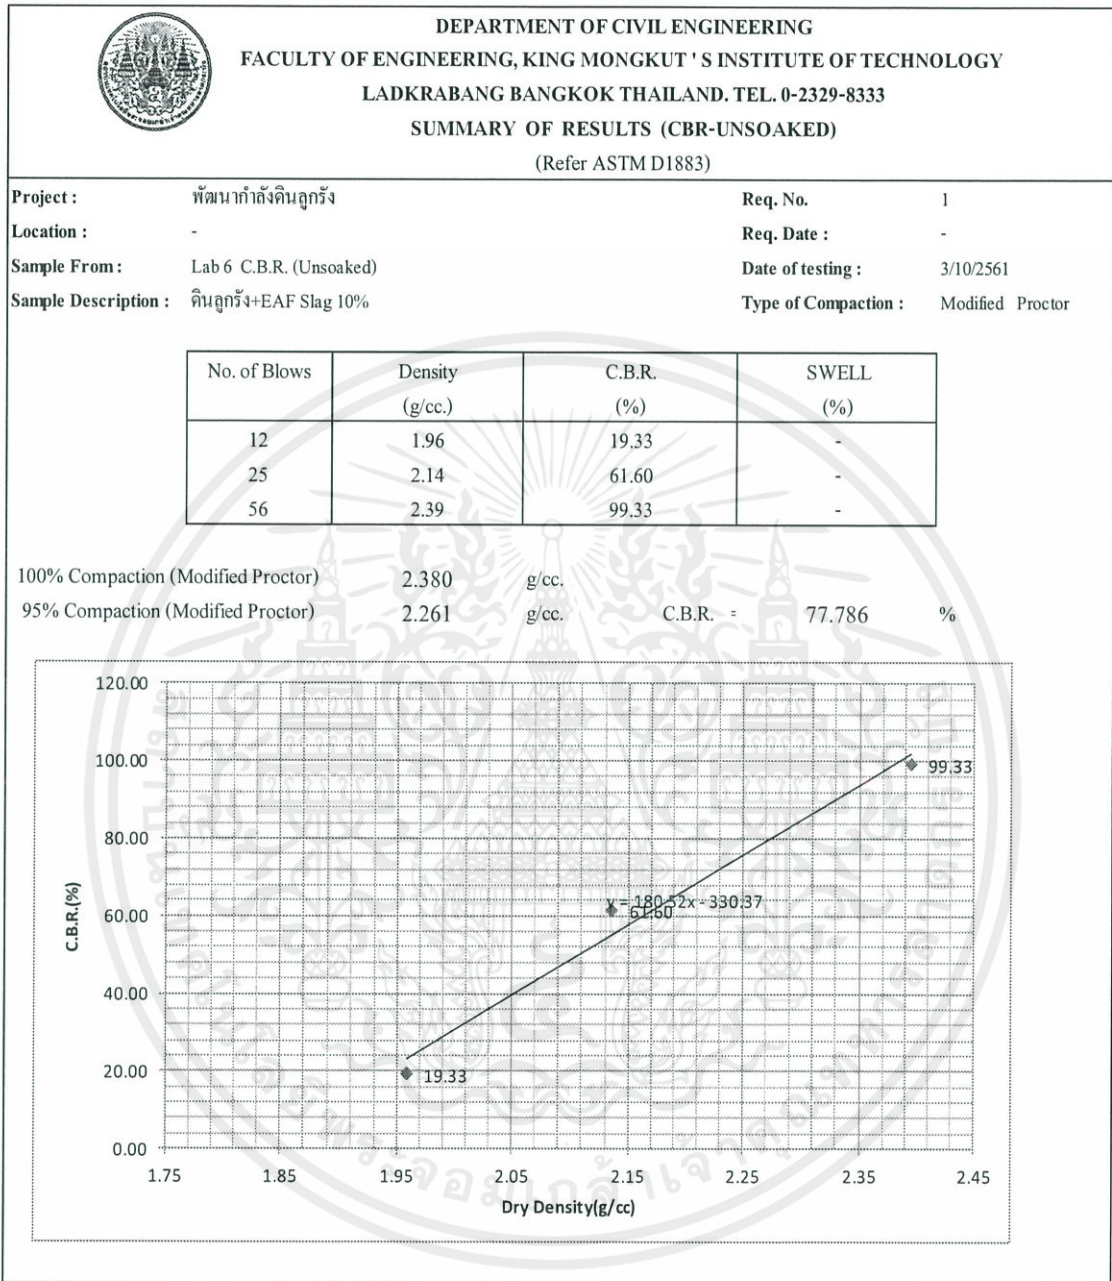 DEPARTMENT OF CIVIL ENGINEERING
FACULTY OF ENGINEERING, KING MONGKUT ' S INSTITUTE OF TECHNOLOGY
LADKRABANG BANGKOK THAILAND. TEL. 0-2329-8333
SUMMARY OF RESULTS (CBR-UNSOAKED)
(Refer ASTM D1883)
Project : พัฒนากำลังดินลูกรัง Req. No. 1
Location : - Req. Date : -
Sample From : Lab 6 C.B.R. (Unsoaked) Date of testing : 3/10/2561
Sample Description : ดินลูกรัง+EAF Slag 10% Type of Compaction : Modified Proctor
No. of Blows Density C.B.R. SWELL
(g/cc.) (%) (%)
12 1.96 19.33 -
25 2.14 61.60 -
56 2.39 99.33 -
100% Compaction (Modified Proctor) 2.380 g/cc.
95% Compaction (Modified Proctor) 2.261 g/cc. C.B.R. = 77.786 %
120.00
100.00
99.33
80.00
y = 180.52x - 330.37
60.00
61.60
C.B.R.(%)
40.00
20.00
19.33
0.00
1.75 1.85 1.95 2.05 2.15 2.25 2.35 2.45
Dry Density(g/cc)